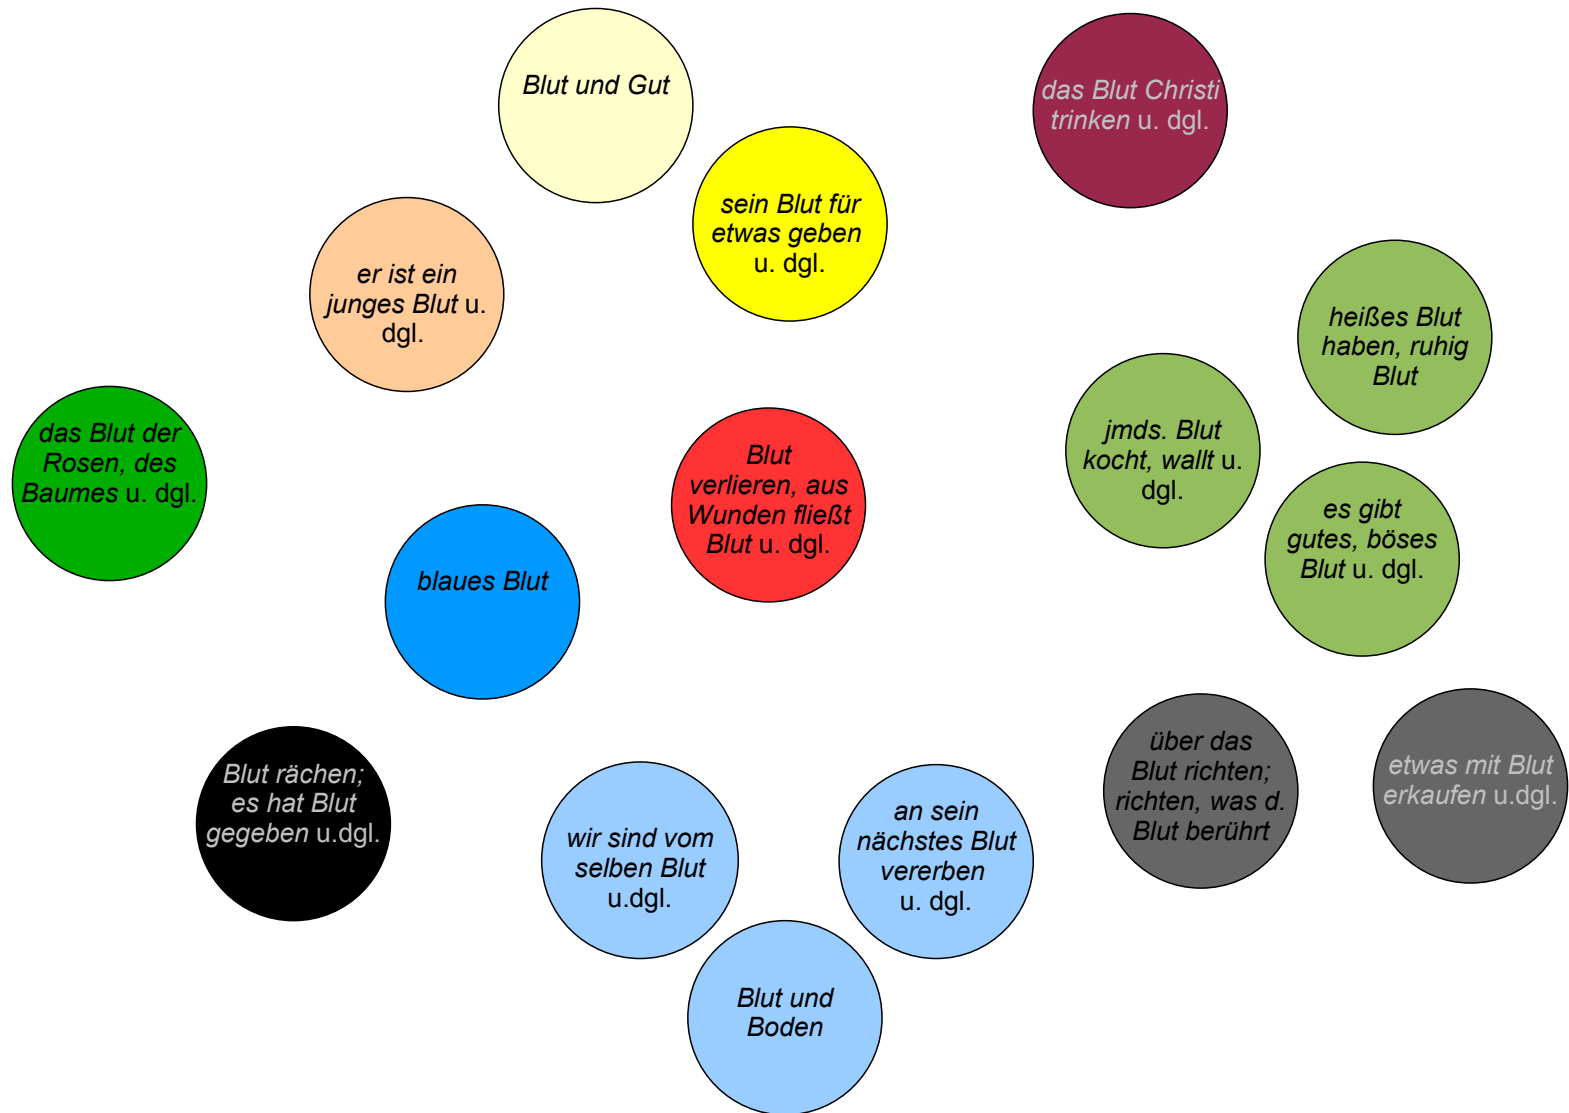 Blut und Gut
das Blut Christi
trinken u. dgl.
sein Blut für
etwas geben
u. dgl.
er ist ein
junges Blut u.
dgl.
heißes Blut
haben, ruhig
Blut
das Blut der
Rosen, des
Baumes u. dgl.
Blut
verlieren, aus
Wunden fließt
Blut u. dgl.
jmds. Blut
kocht, wallt u.
dgl.
es gibt
gutes, böses
Blut u. dgl.
blaues Blut
Blut rächen;
es hat Blut
gegeben u.dgl.
wir sind vom
selben Blut
u.dgl.
an sein
nächstes Blut
vererben
u. dgl.
über das
Blut richten;
richten, was d.
Blut berührt
etwas mit Blut
erkaufen u.dgl.
Blut und
Boden